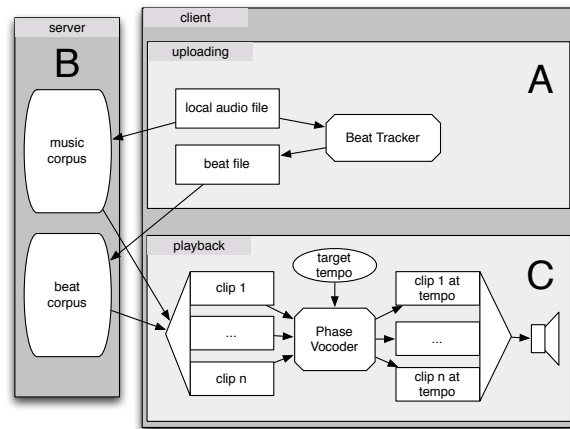 server
B
music
corpus
beat
corpus
client
uploading
A
local audio file
Beat Tracker
beat file
playback
C
target
tempo
clip 1
...
clip n
Phase
Vocoder
clip 1 at
tempo
...
clip n at
tempo